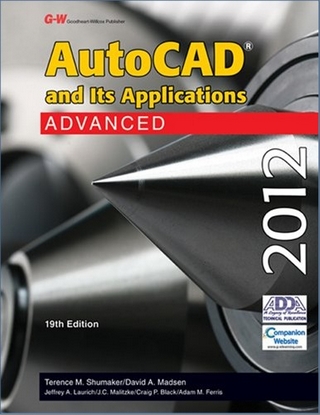 G-W Goodheart-Willcox Publisher
AutoCAD®
and Its Applications
ADVANCED
2012
19th Edition
ADDA
TECHNICAL PUBLICATION
Companion
Website
Terence M. Shumaker/David A. Madsen
Jeffrey A. Laurich/J.C. Malitzke/Craig P. Black/Adam M. Ferris